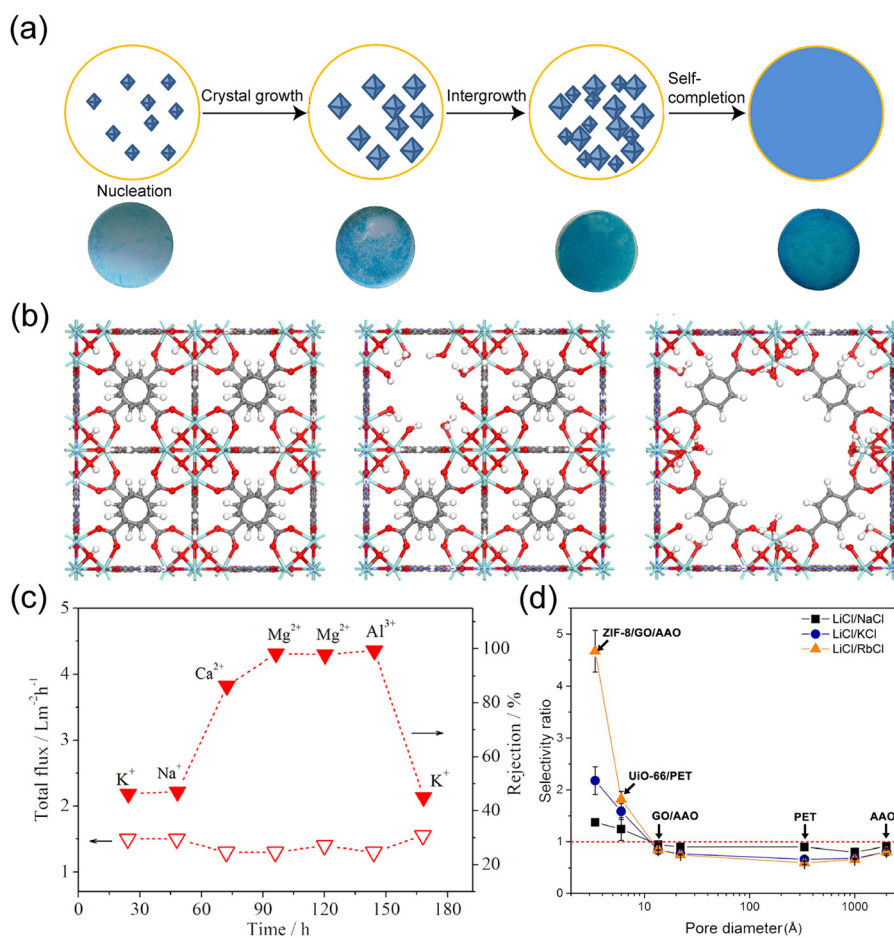 (a)
Crystal growth
Intergrowth
Self-
completion
Nucleation
(b)
(c)
5
4
3
2
1
Total flux / Lm⁻²h⁻¹
100
80
60
40
20
Rejection / %
K⁺
Na⁺
Ca²⁺
Mg²⁺
Mg²⁺
Al³⁺
K⁺
0
30
60
90
120
150
180
Time / h
(d)
5
4
3
2
1
0
Selectivity ratio
LiCl/NaCl
LiCl/KCl
LiCl/RbCl
ZIF-8/GO/AAO
UiO-66/PET
GO/AAO
PET
AAO
10
100
1000
Pore diameter(Å)